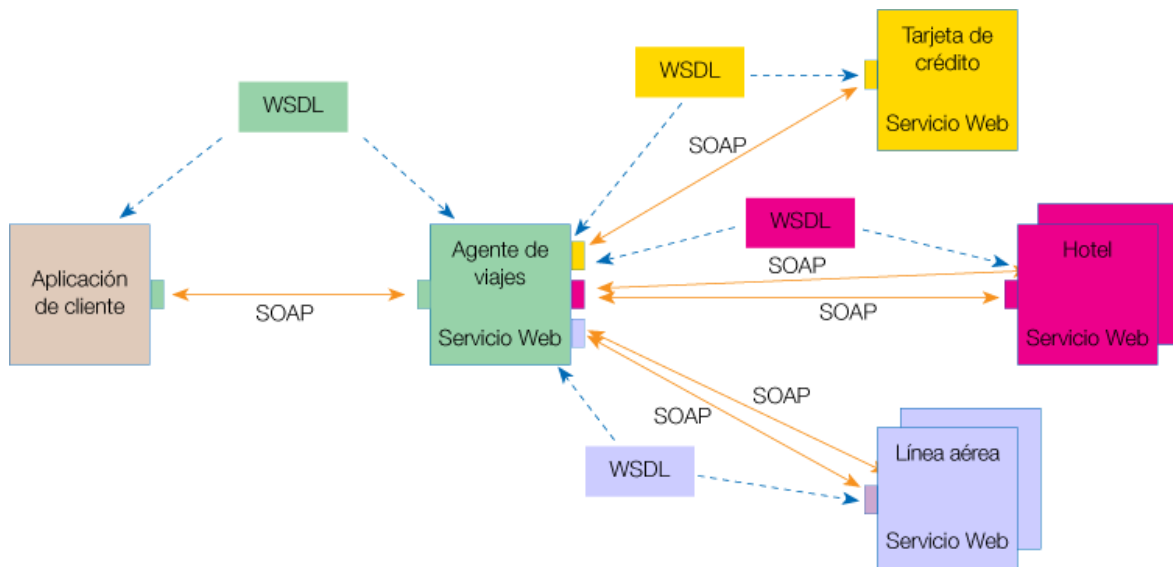 Tarjeta de
crédito
Servicio Web
WSDL
WSDL
SOAP
WSDL
Aplicación
de cliente
SOAP
Agente de
viajes
Servicio Web
SOAP
SOAP
Hotel
Servicio Web
SOAP
SOAP
WSDL
Línea aérea
Servicio Web